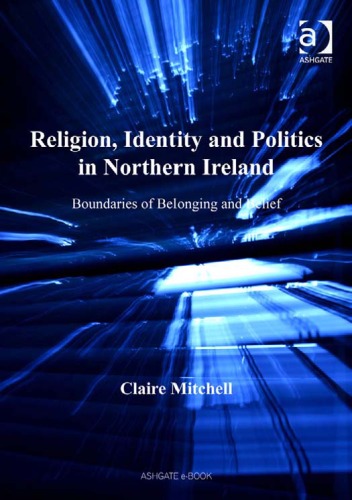 a
ASHGATE
Religion, Identity and Politics
in Northern Ireland
Boundaries of Belonging and Belief
Claire Mitchell
ASHGATE e-BOOK